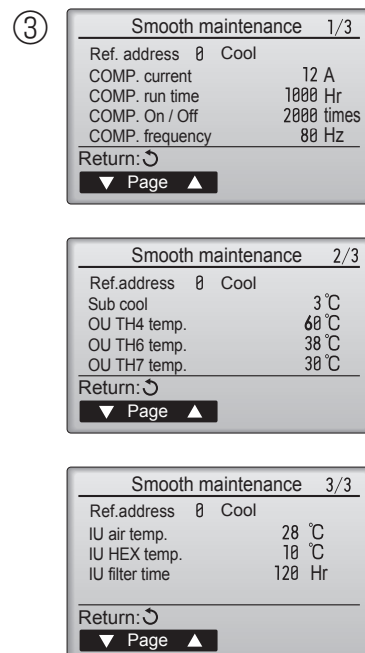 ③
Smooth maintenance 1/3
Ref. address 0 Cool
COMP. current 12 A
COMP. run time 1000 Hr
COMP. On / Off 2000 times
COMP. frequency 80 Hz
Return:↺
▼ Page ▲
Smooth maintenance 2/3
Ref.address 0 Cool
Sub cool 3 ℃
OU TH4 temp. 60 ℃
OU TH6 temp. 38 ℃
OU TH7 temp. 30 ℃
Return:↺
▼ Page ▲
Smooth maintenance 3/3
Ref.address 0 Cool
IU air temp. 28 ℃
IU HEX temp. 10 ℃
IU filter time 120 Hr
Return:↺
▼ Page ▲